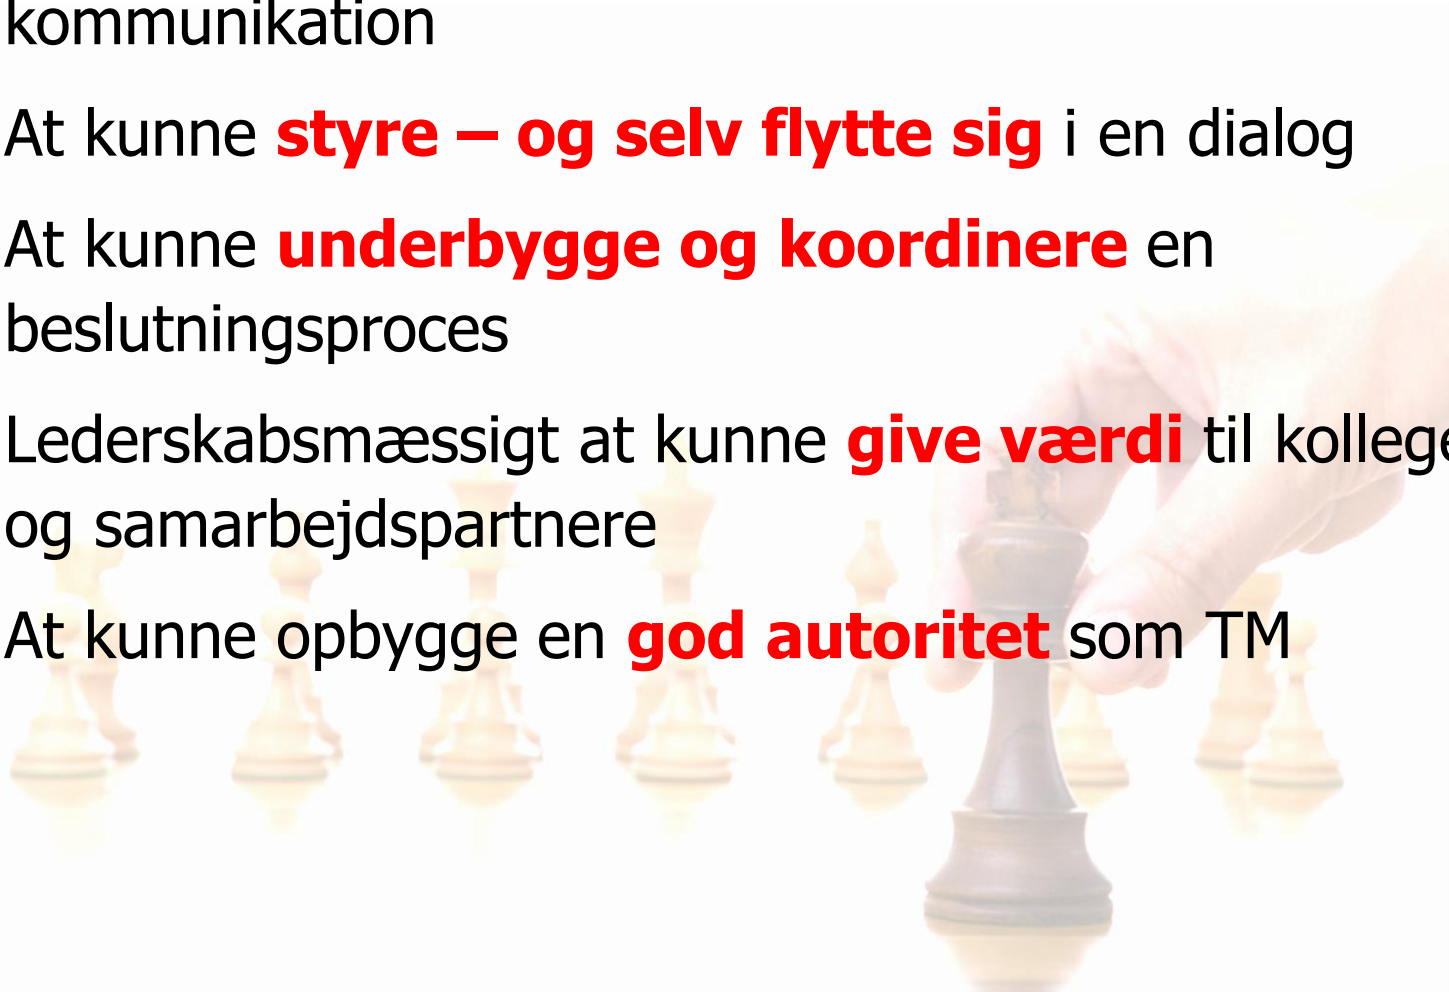 kommunikation
At kunne styre – og selv flytte sig i en dialog
At kunne underbygge og koordinere en
beslutningsproces
Lederskabsmæssigt at kunne give værdi til
og samarbejdspartnere
At kunne opbygge en god autoritet som TM